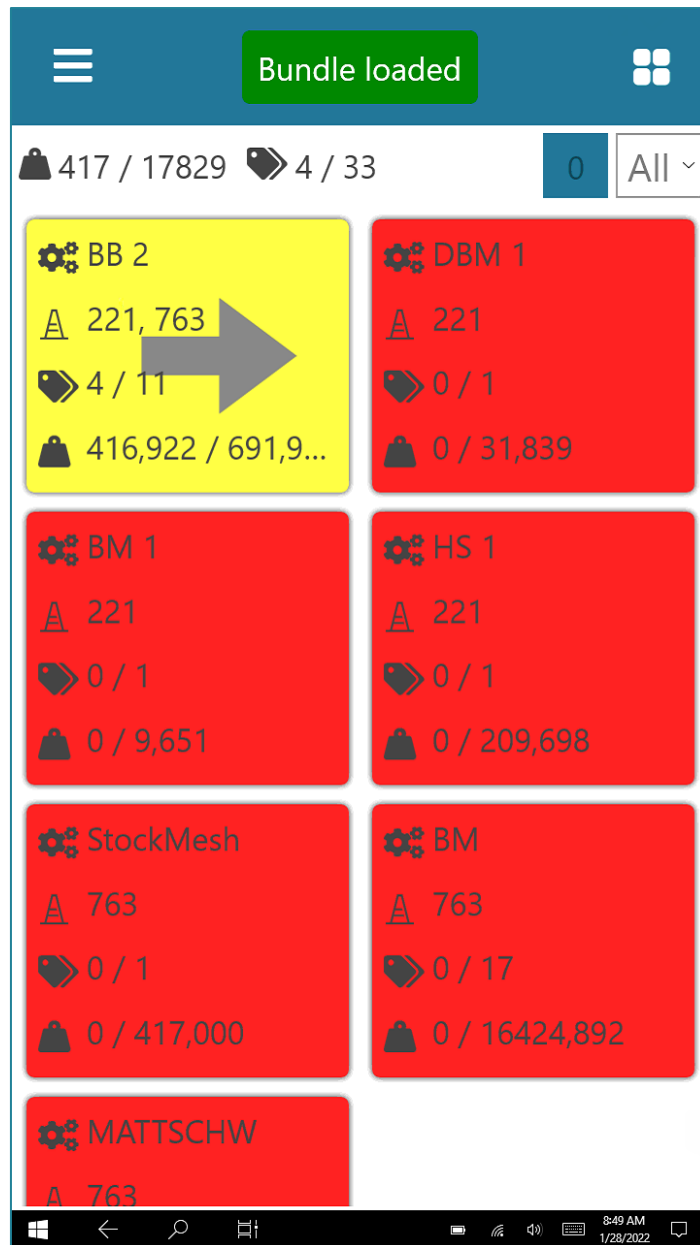 Bundle loaded
417 / 17829 4 / 33 0 All
BB 2
221, 763
4 / 11
416,922 / 691,9...
DBM 1
221
0 / 1
0 / 31,839
BM 1
221
0 / 1
0 / 9,651
HS 1
221
0 / 1
0 / 209,698
StockMesh
763
0 / 1
0 / 417,000
BM
763
0 / 17
0 / 16424,892
MATTSCHW
763
8:49 AM
1/28/2022